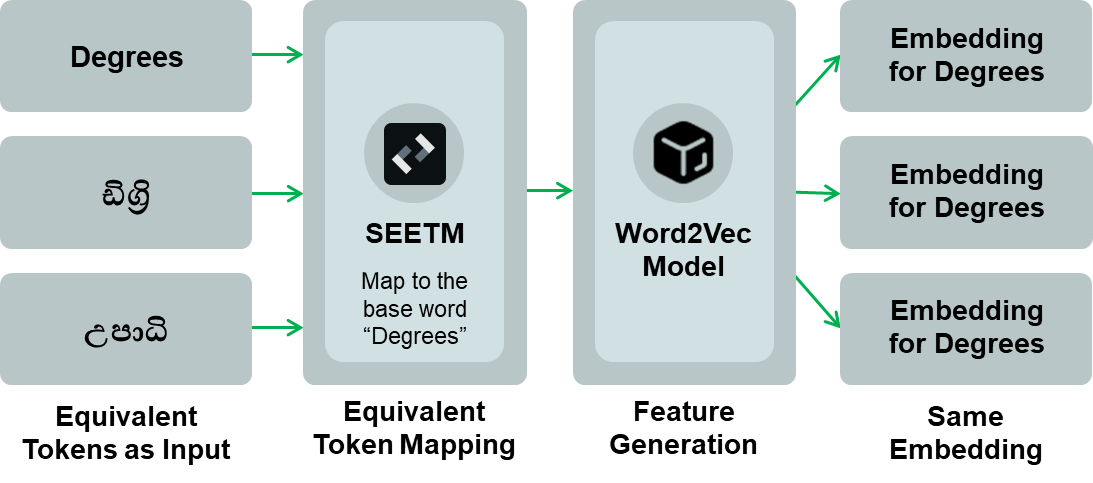 Degrees
ඩිග්‍රි
උපාධි
SEETM
Map to the
base word
“Degrees”
Word2Vec
Model
Embedding
for Degrees
Embedding
for Degrees
Embedding
for Degrees
Equivalent
Tokens as Input
Equivalent
Token Mapping
Feature
Generation
Same
Embedding